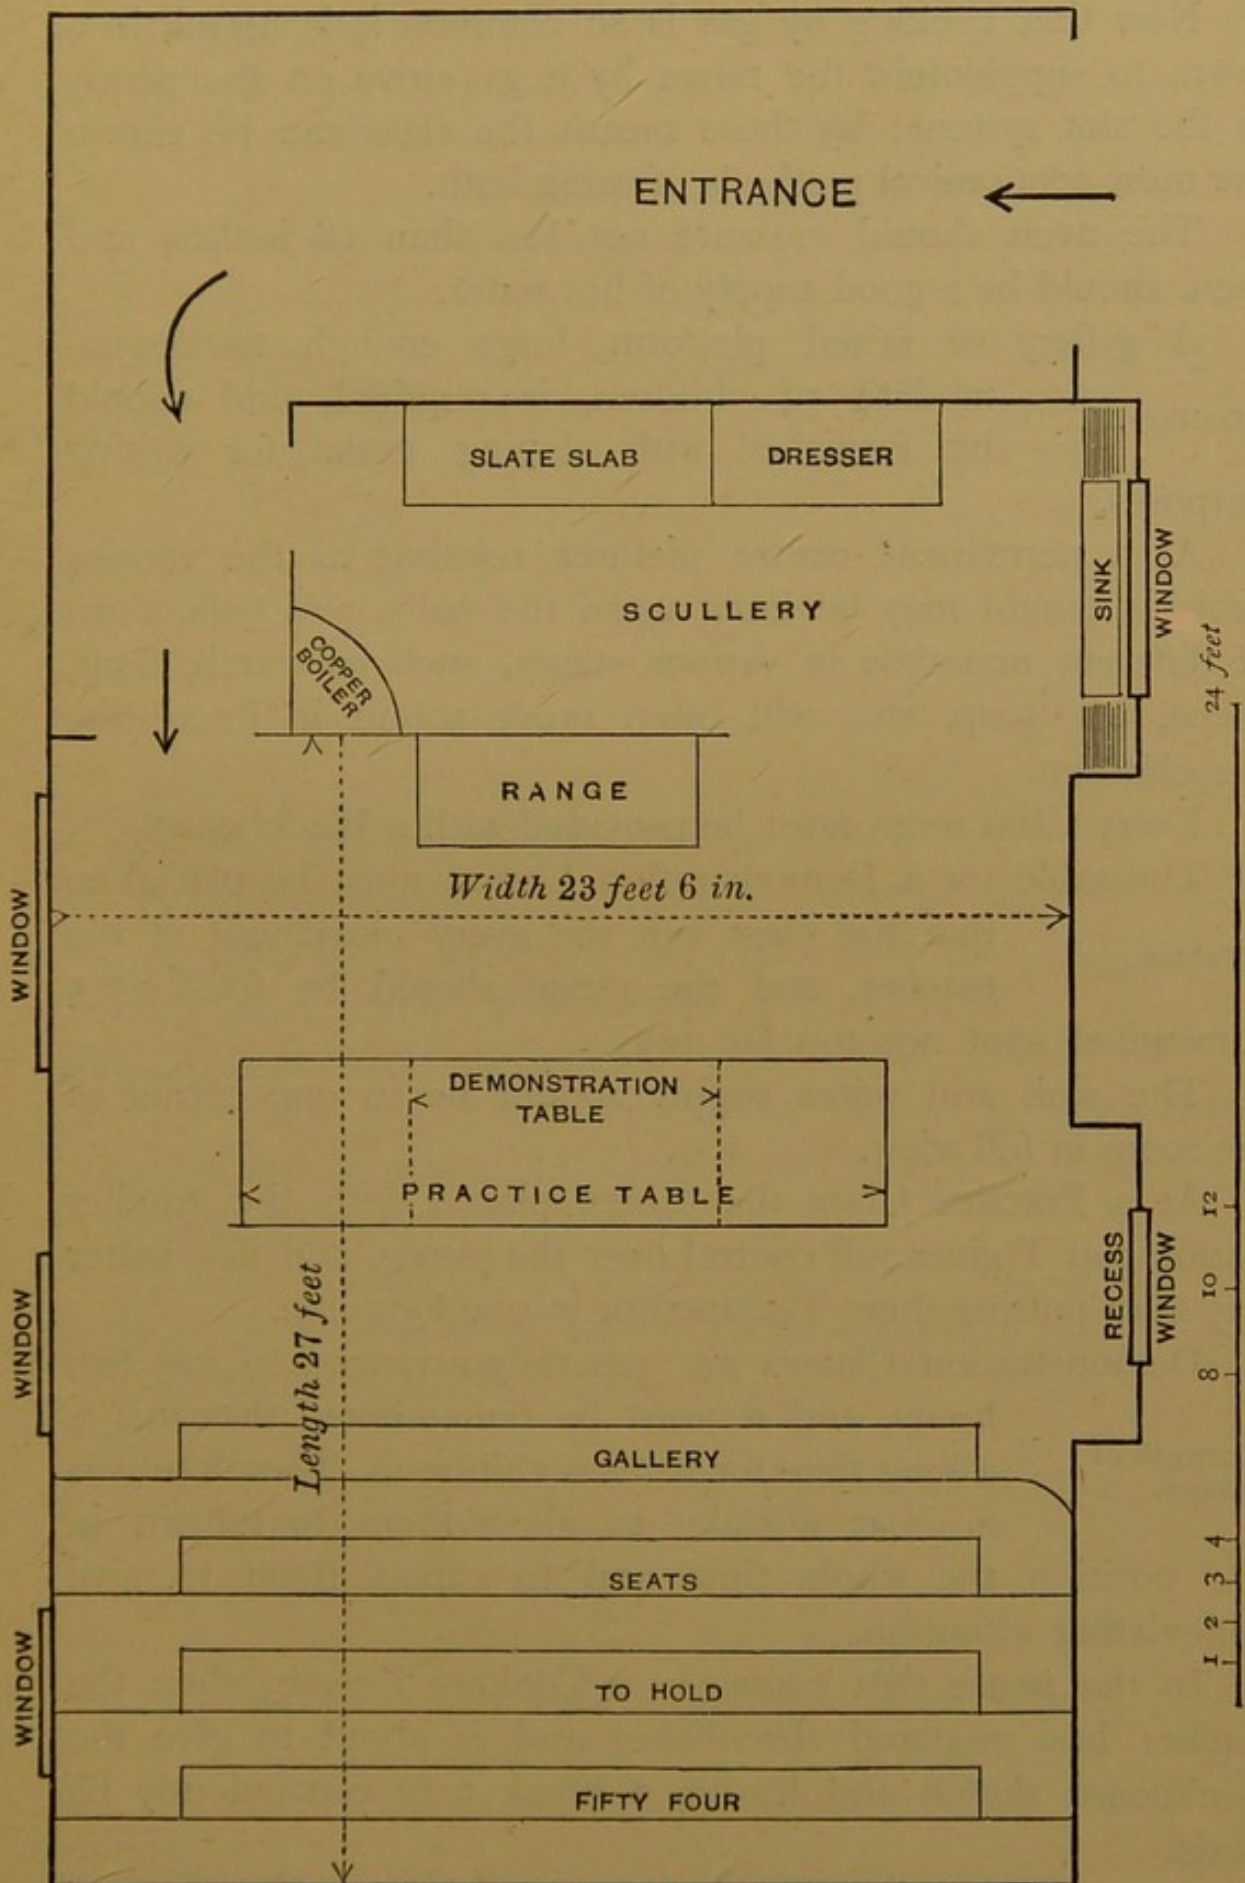 ENTRANCE
SLATE SLAB
DRESSER
SINK
WINDOW
SCULLERY
COPPER
BOILER
24 feet
RANGE
Width 23 feet 6 in.
WINDOW
DEMONSTRATION
TABLE
PRACTICE TABLE
12
10
8
RECESS
WINDOW
WINDOW
Length 27 feet
GALLERY
SEATS
4
3
2
1
TO HOLD
WINDOW
FIFTY FOUR